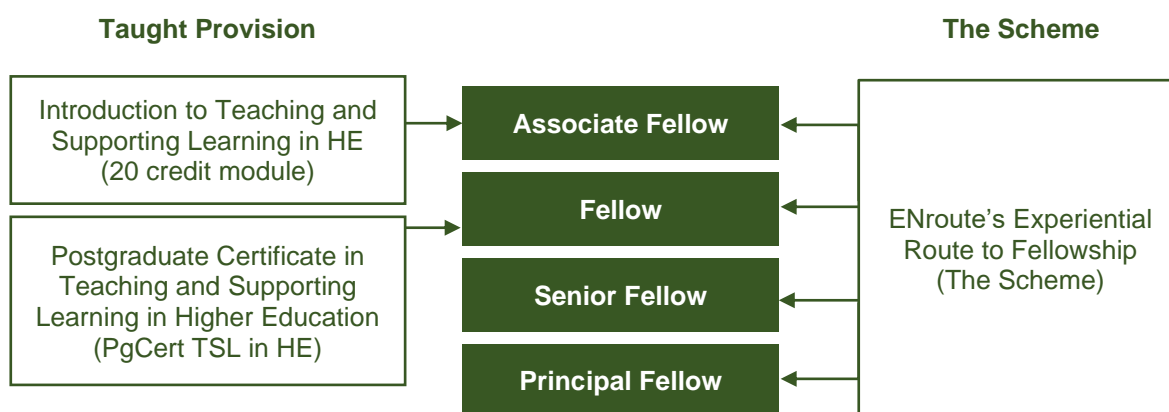 Taught Provision
Introduction to Teaching and
Supporting Learning in HE
(20 credit module)
Postgraduate Certificate in
Teaching and Supporting
Learning in Higher Education
(PgCert TSL in HE)
Associate Fellow
Fellow
Senior Fellow
Principal Fellow
The Scheme
ENroute's Experiential
Route to Fellowship
(The Scheme)